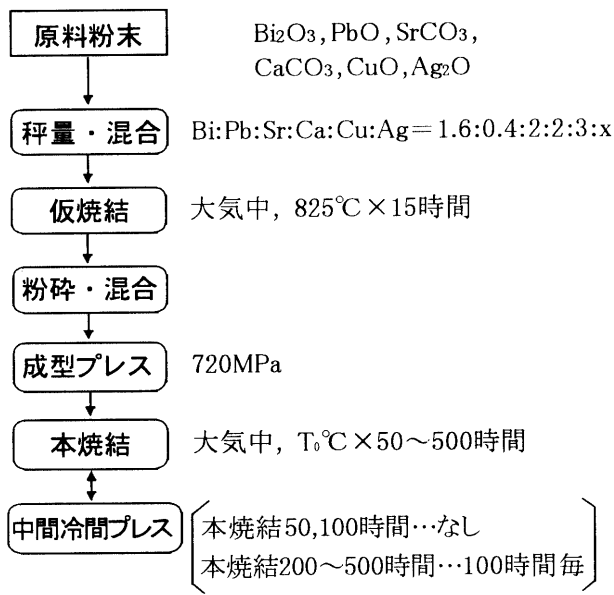 原料粉末
Bi2O3, PbO, SrCO3,
CaCO3, CuO, Ag2O
秤量・混合
Bi:Pb:Sr:Ca:Cu:Ag=1.6:0.4:2:2:3:x
仮焼結
大気中, 825℃×15時間
粉砕・混合
成型プレス
720MPa
本焼結
大気中, T₀℃×50～500時間
中間冷間プレス
本焼結50,100時間…なし
本焼結200～500時間…100時間毎